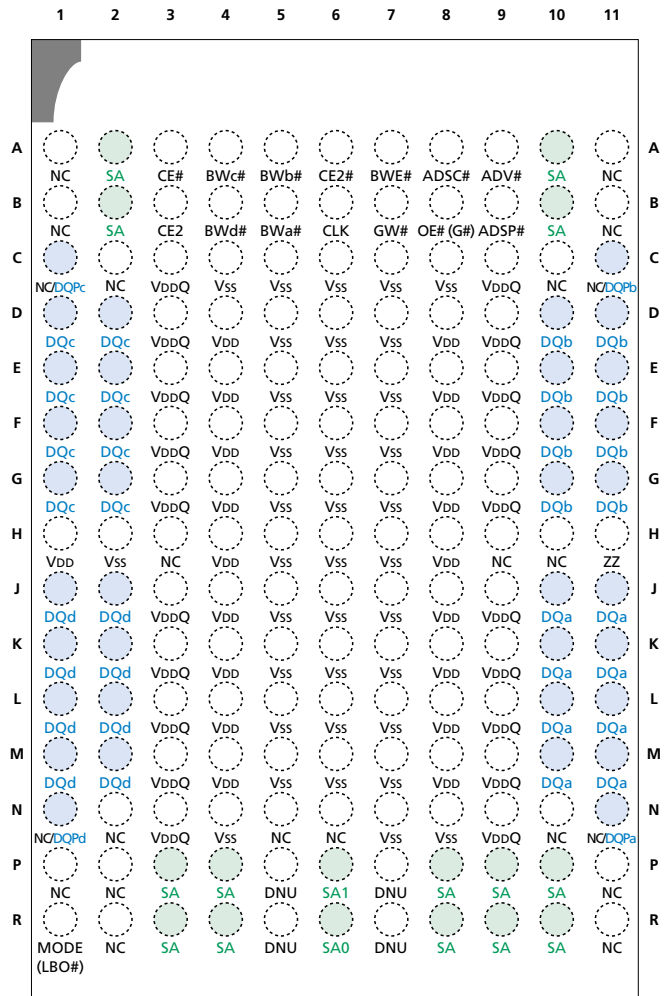 1 2 3 4 5 6 7 8 9 10 11
A A
NC SA CE# BWc# BWb# CE2# BWE# ADSC# ADV# SA NC
B B
NC SA CE2 BWd# BWa# CLK GW# OE# (G#) ADSP# SA NC
C C
NC/DQPc NC VDDQ VSS VSS VSS VSS VSS VDDQ NC NC/DQPb
D D
DQc DQc VDDQ VDD VSS VSS VSS VDD VDDQ DQb DQb
E E
DQc DQc VDDQ VDD VSS VSS VSS VDD VDDQ DQb DQb
F F
DQc DQc VDDQ VDD VSS VSS VSS VDD VDDQ DQb DQb
G G
DQc DQc VDDQ VDD VSS VSS VSS VDD VDDQ DQb DQb
H H
VDD VSS NC VDD VSS VSS VSS VDD NC NC ZZ
J J
DQd DQd VDDQ VDD VSS VSS VSS VDD VDDQ DQa DQa
K K
DQd DQd VDDQ VDD VSS VSS VSS VDD VDDQ DQa DQa
L L
DQd DQd VDDQ VDD VSS VSS VSS VDD VDDQ DQa DQa
M M
DQd DQd VDDQ VDD VSS VSS VSS VDD VDDQ DQa DQa
N N
NC/DQPd NC VDDQ VSS NC NC VSS VSS VDDQ NC NC/DQPa
P P
NC NC SA SA DNU SA1 DNU SA SA SA NC
R R
MODE NC SA SA DNU SA0 DNU SA SA SA NC
(LBO#)